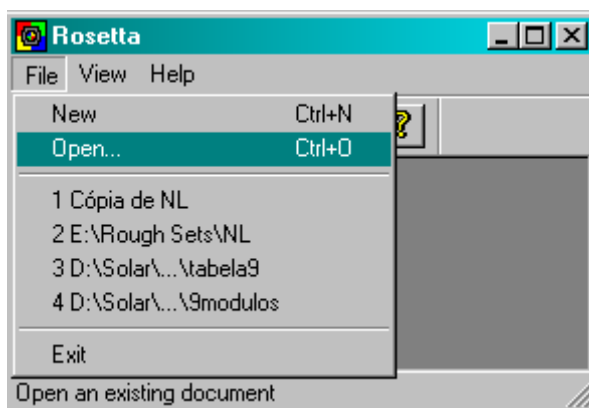 Rosetta
File View Help
New Ctrl+N
Open... Ctrl+O
1 Cópia de NL
2 E:\Rough Sets\NL
3 D:\Solar\...\tabela9
4 D:\Solar\...\9modulos
Exit
Open an existing document